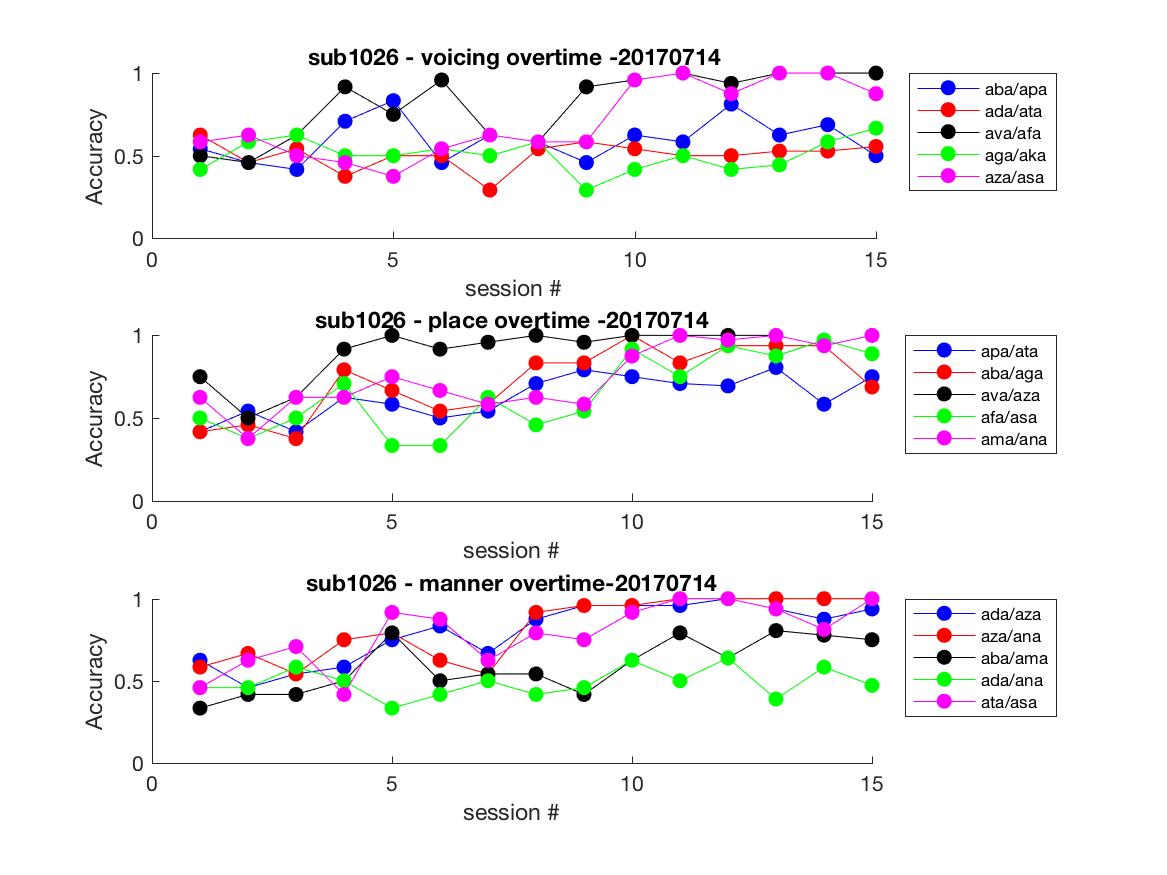 sub1026 - voicing overtime -20170714
1
0.5
0
Accuracy
0
5
10
15
session #
aba/apa
ada/ata
ava/afa
aga/aka
aza/asa
sub1026 - place overtime -20170714
1
0.5
0
Accuracy
0
5
10
15
session #
apa/ata
aba/aga
ava/aza
afa/asa
ama/ana
sub1026 - manner overtime-20170714
1
0.5
0
Accuracy
0
5
10
15
session #
ada/aza
aza/ana
aba/ama
ada/ana
ata/asa